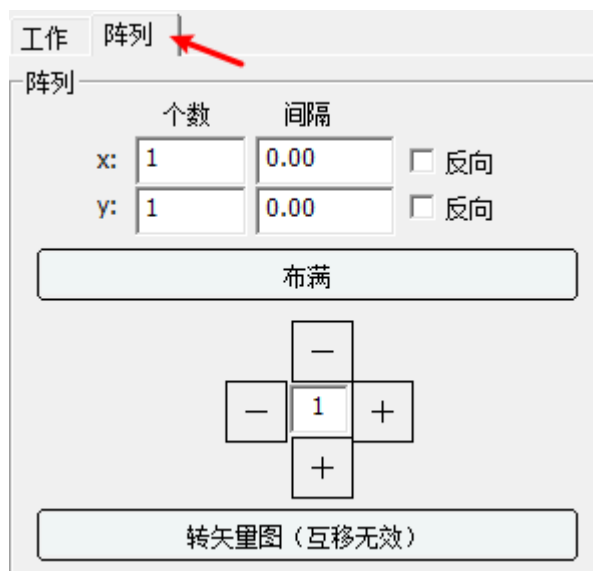 工作 阵列
阵列
个数 间隔
x: 1 0.00 反向
y: 1 0.00 反向
布满
－
－ 1 ＋
＋
转矢量图（互移无效）